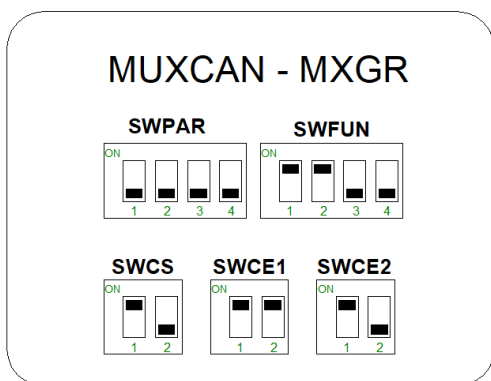 MUXCAN - MXGR
SWPAR
SWFUN
ON
1 2 3 4
ON
1 2 3 4
SWCS
SWCE1
SWCE2
ON
1 2
ON
1 2
ON
1 2